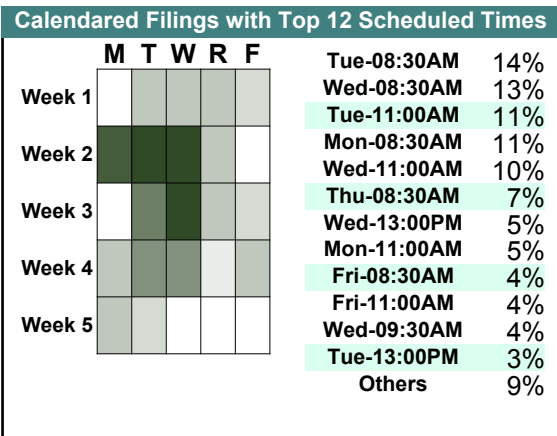 Calendared Filings with Top 12 Scheduled Times
M T W R F
Week 1
Week 2
Week 3
Week 4
Week 5
Tue-08:30AM 14%
Wed-08:30AM 13%
Tue-11:00AM 11%
Mon-08:30AM 11%
Wed-11:00AM 10%
Thu-08:30AM 7%
Wed-13:00PM 5%
Mon-11:00AM 5%
Fri-08:30AM 4%
Fri-11:00AM 4%
Wed-09:30AM 4%
Tue-13:00PM 3%
Others 9%